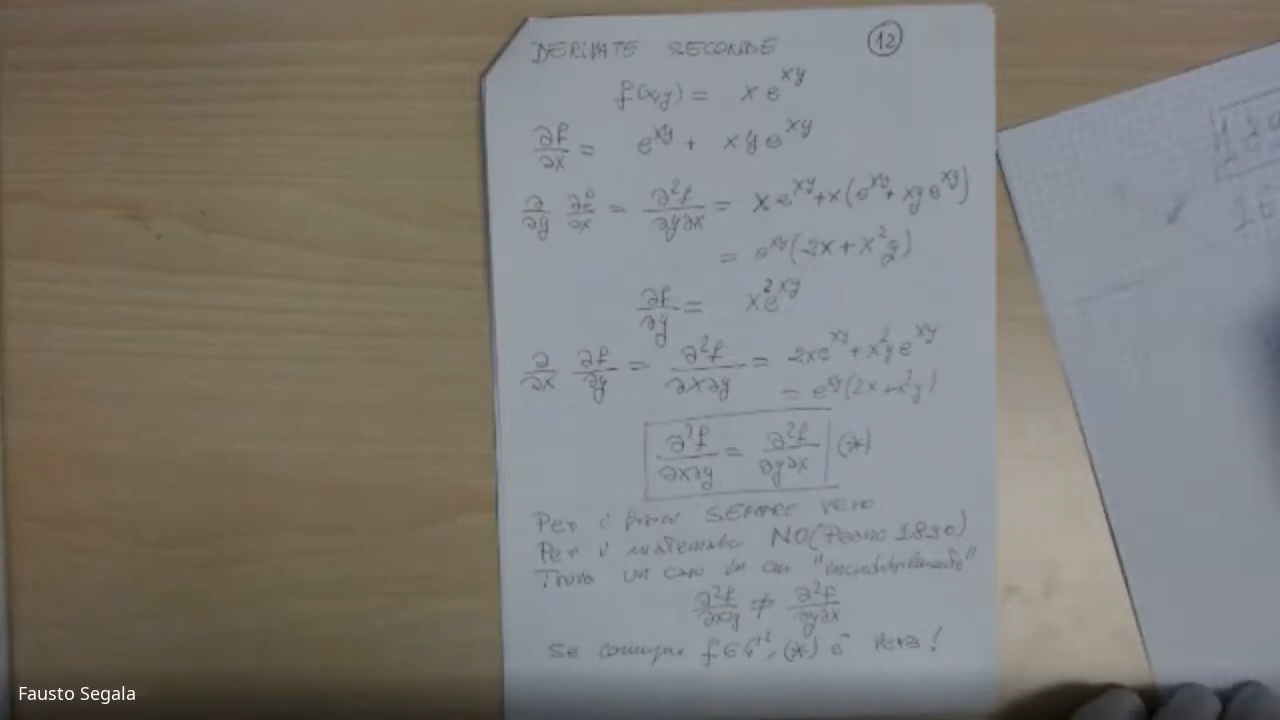 DERIVATE SECONDE (12)
f(x,y) = x e^{xy}
∂f/∂x = e^{xy} + xy e^{xy}
∂/∂y ∂f/∂x = ∂²f/∂y∂x = x e^{xy} + x(e^{xy} + xy e^{xy})
= e^{xy}(2x + x²y)
∂f/∂y = x² e^{xy}
∂/∂x ∂f/∂y = ∂²f/∂x∂y = 2x e^{xy} + x²y e^{xy}
= e^{xy}(2x + x²y)
∂²f/∂x∂y = ∂²f/∂y∂x (*)
Per i fisici SEMPRE vero.
Per i matematici NO (Peano 1890)
Trova un caso in cui "incredibilmente"
∂²f/∂x∂y ≠ ∂²f/∂y∂x
Se comunque f ∈ C², (*) è vera!
Fausto Segala